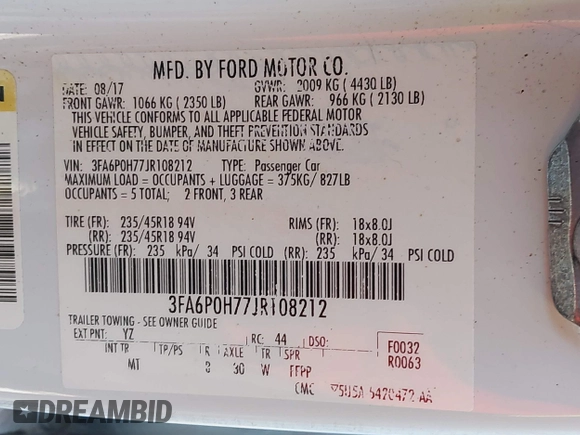 MFD. BY FORD MOTOR CO.
DATE: 08/17 GVWR: 2009 KG ( 4430 LB)
FRONT GAWR: 1066 KG ( 2350 LB) REAR GAWR: 966 KG ( 2130 LB)
THIS VEHICLE CONFORMS TO ALL APPLICABLE FEDERAL MOTOR
VEHICLE SAFETY, BUMPER, AND THEFT PREVENTION STANDARDS
IN EFFECT ON THE DATE OF MANUFACTURE SHOWN ABOVE.
VIN: 3FA6P0H77JR108212 TYPE: Passenger Car
MAXIMUM LOAD = OCCUPANTS + LUGGAGE = 375KG/ 827LB
OCCUPANTS = 5 TOTAL; 2 FRONT, 3 REAR
TIRE (FR): 235/45R18 94V RIMS (FR): 18x8.0J
(RR): 235/45R18 94V (RR): 18x8.0J
PRESSURE (FR): 235 kPa/ 34 PSI COLD (RR): 235 kPa/ 34 PSI COLD
3FA6P0H77JR108212
TRAILER TOWING - SEE OWNER GUIDE
EXT PNT: YZ RC: 44 DSO: F0032
INT TR TP/PS R AXLE TR SPR R0063
MT 8 30 W FFPP
CMC
DREAMBID